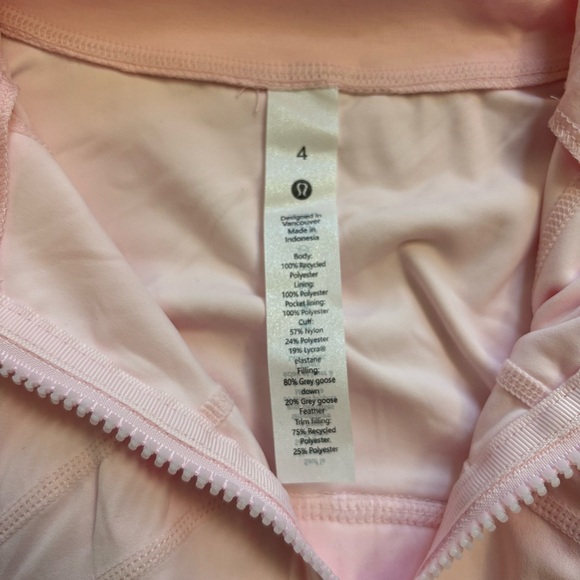 4
Designed in
Vancouver
Made in
Indonesia
Body:
100% Recycled
Polyester
Lining:
100% Polyester
Pocket lining:
100% Polyester
Cuff:
57% Nylon
24% Polyester
19% Lycra®
elastane
Filling:
80% Grey goose
down
20% Grey goose
Feather
Trim filling:
75% Recycled
Polyester,
25% Polyester